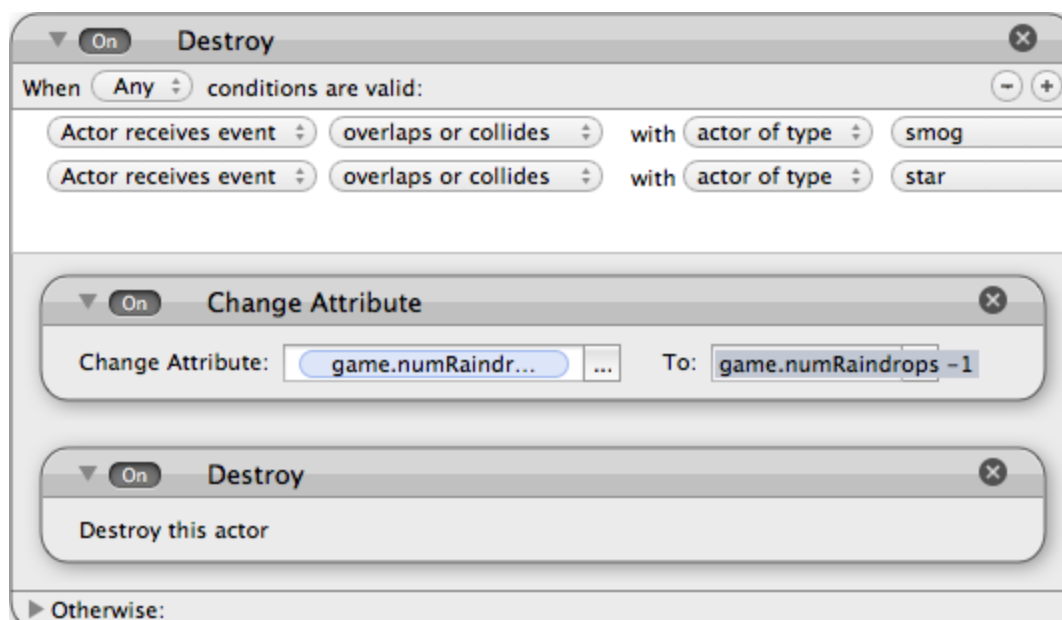 On Destroy
When Any conditions are valid:
Actor receives event overlaps or collides with actor of type smog
Actor receives event overlaps or collides with actor of type star
On Change Attribute
Change Attribute: game.numRaindr... ... To: game.numRaindrops -1
On Destroy
Destroy this actor
Otherwise: